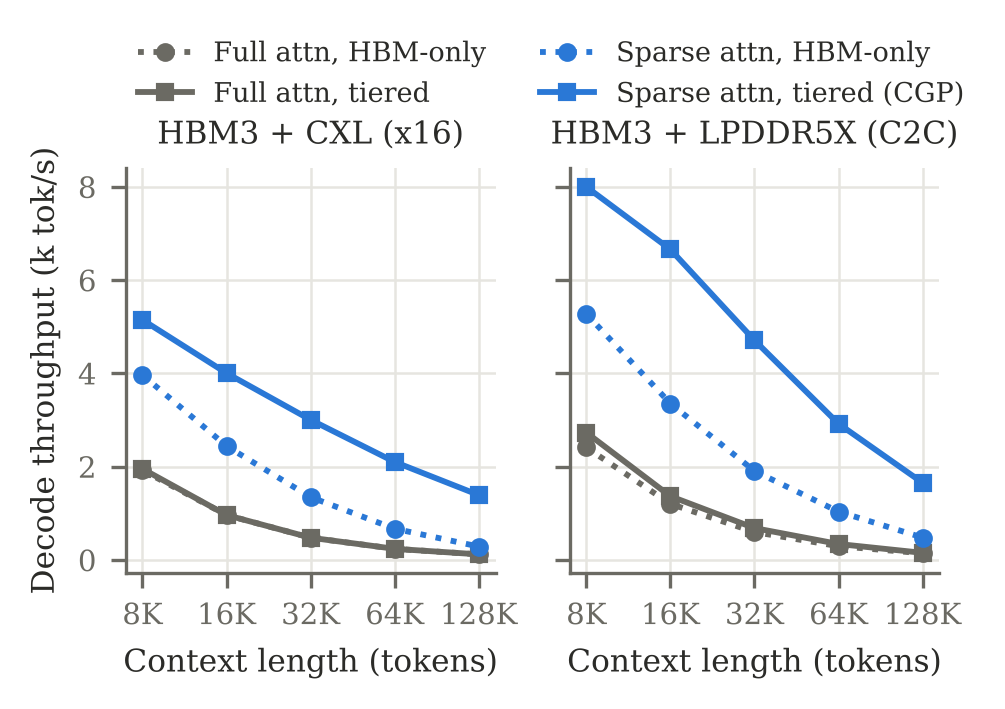 Full attn, HBM-only
Full attn, tiered
Sparse attn, HBM-only
Sparse attn, tiered (CGP)
HBM3 + CXL (x16)
HBM3 + LPDDR5X (C2C)
Decode throughput (k tok/s)
8
6
4
2
0
8K 16K 32K 64K 128K
Context length (tokens)
8K 16K 32K 64K 128K
Context length (tokens)